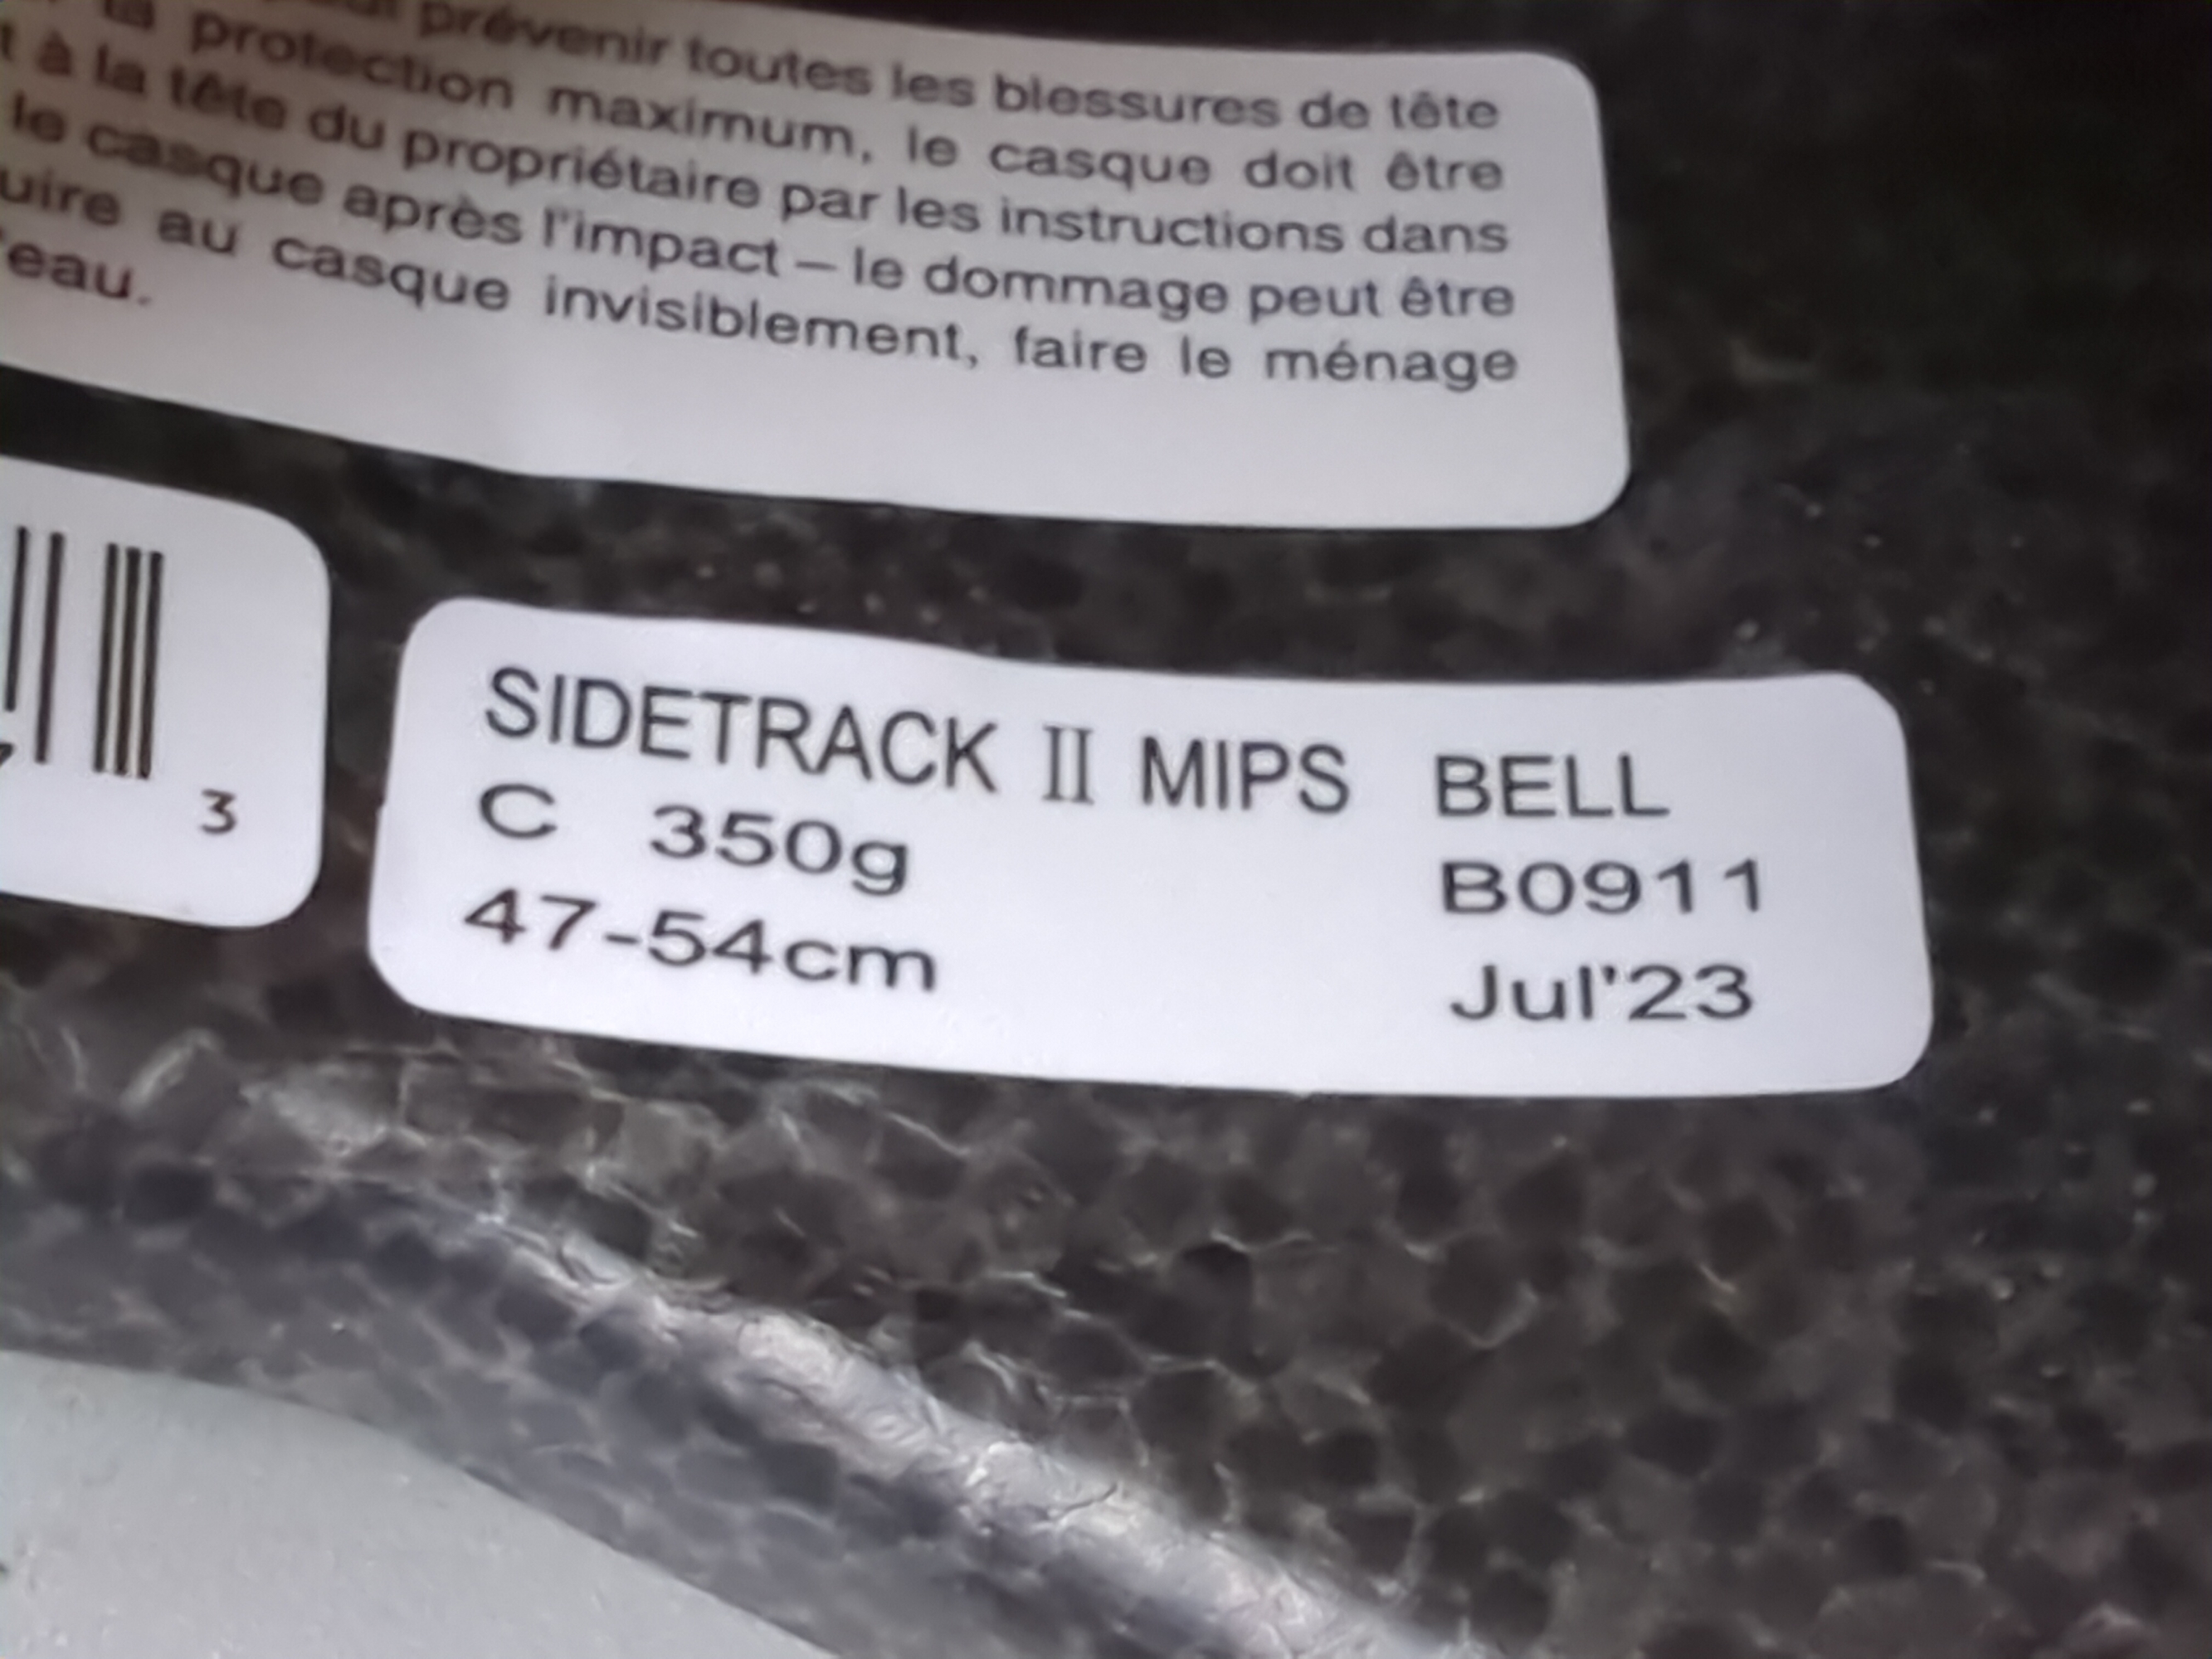 prévenir toutes les blessures de tête
la protection maximum, le casque doit être
t à la tête du propriétaire par les instructions dans
le casque après l'impact – le dommage peut être
uire au casque invisiblement, faire le ménage
'eau.
3
SIDETRACK II MIPS BELL
C 350g B0911
47-54cm Jul'23